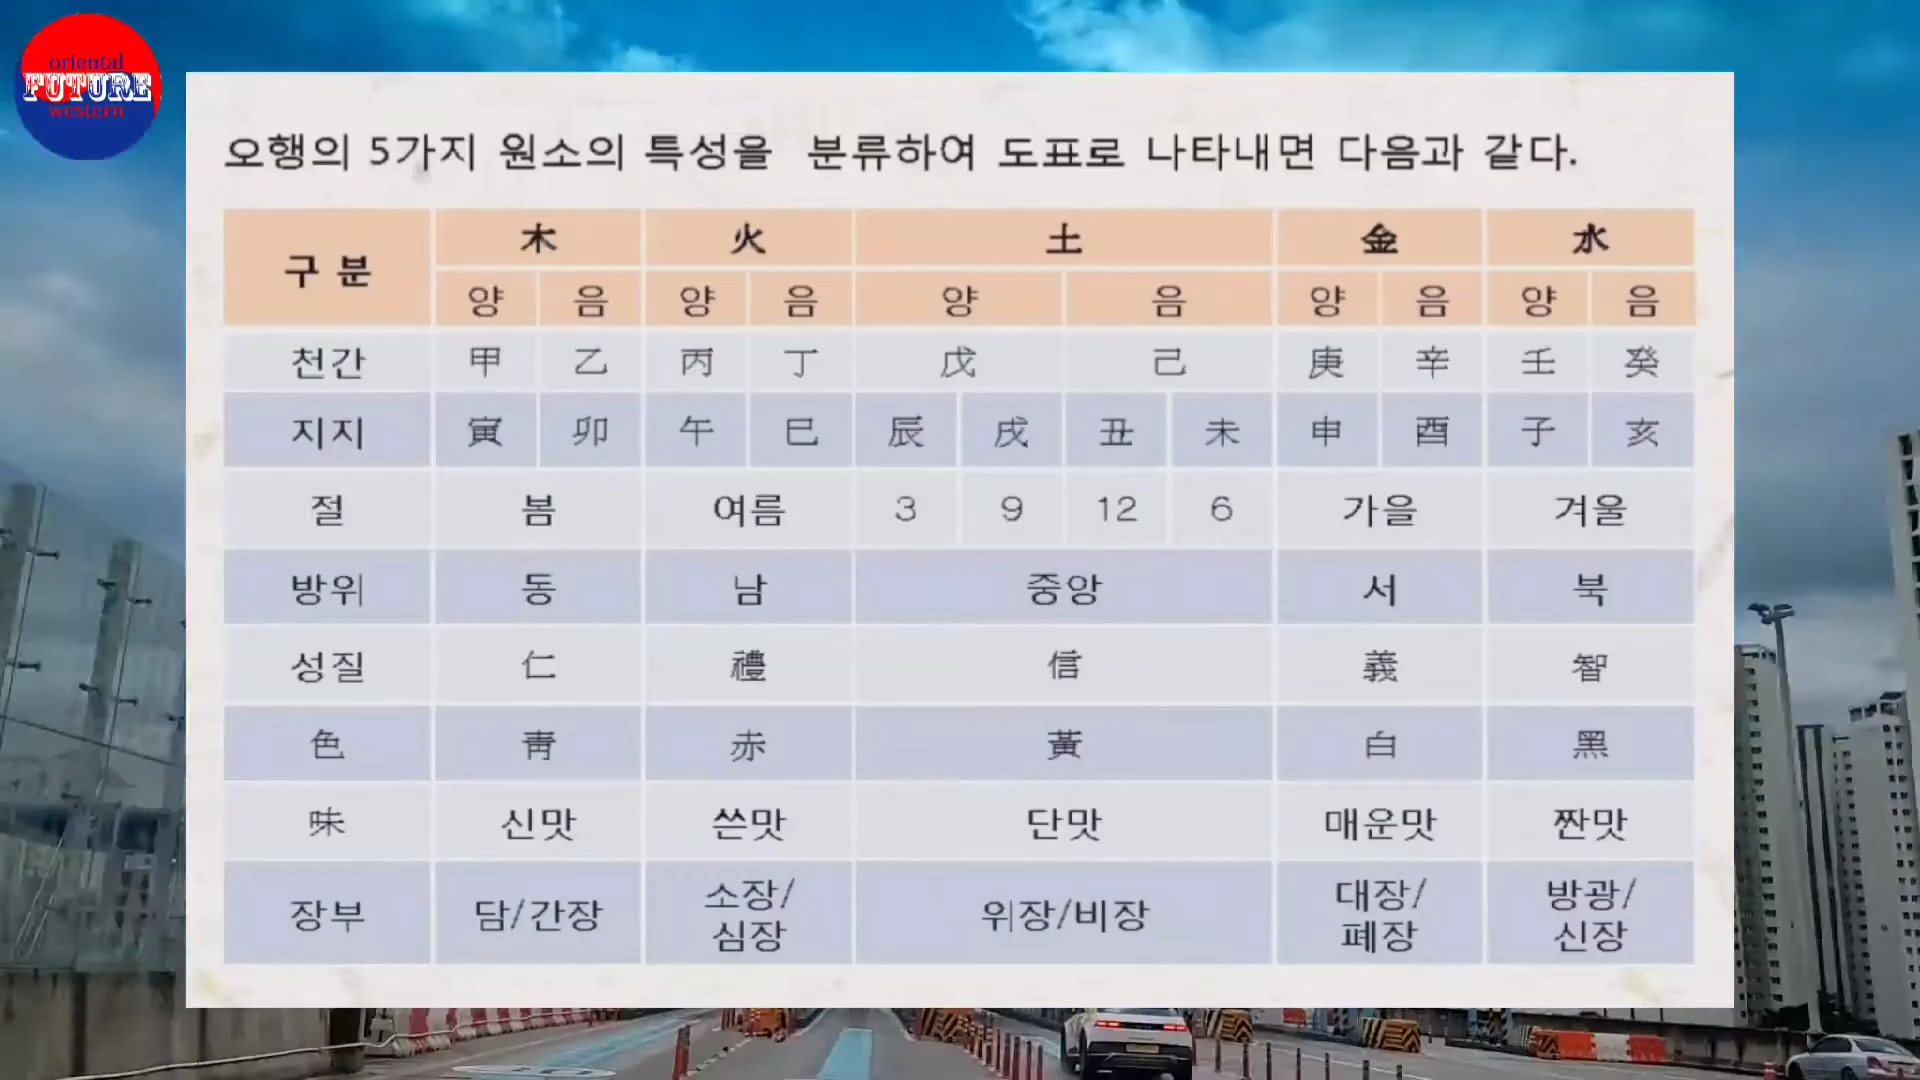 oriental
FUTURE
western
오행의 5가지 원소의 특성을 분류하여 도표로 나타내면 다음과 같다.
구 분 木 火 土 金 水
양 음 양 음 양 음 양 음 양 음
천간 甲 乙 丙 丁 戊 己 庚 辛 壬 癸
지지 寅 卯 午 巳 辰 戌 丑 未 申 酉 子 亥
절 봄 여름 3 9 12 6 가을 겨울
방위 동 남 중앙 서 북
성질 仁 禮 信 義 智
色 靑 赤 黃 白 黑
味 신맛 쓴맛 단맛 매운맛 짠맛
장부 담/간장 소장/심장 위장/비장 대장/폐장 방광/신장